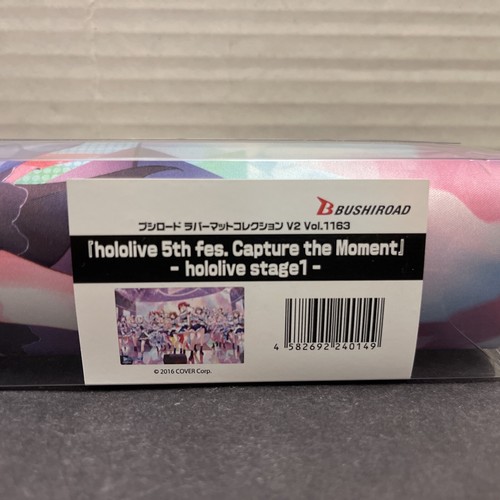 BUSHIROAD
ブシロード ラバーマットコレクション V2 Vol.1163
『hololive 5th fes. Capture the Moment』
- hololive stage1 -
4 582692 240149
© 2016 COVER Corp.